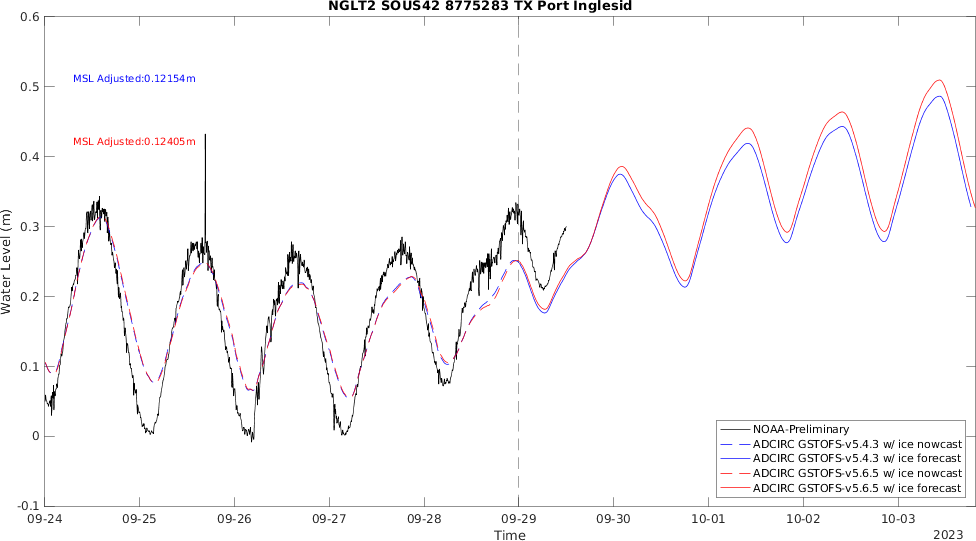 NGLT2 SOUS42 8775283 TX Port Inglesid
0.6
0.5
0.4
0.3
0.2
0.1
0
-0.1
Water Level (m)
MSL Adjusted:0.12154m
MSL Adjusted:0.12405m
NOAA-Preliminary
ADCIRC GSTOFS-v5.4.3 w/ ice nowcast
ADCIRC GSTOFS-v5.4.3 w/ ice forecast
ADCIRC GSTOFS-v5.6.5 w/ ice nowcast
ADCIRC GSTOFS-v5.6.5 w/ ice forecast
09-24 09-25 09-26 09-27 09-28 09-29 09-30 10-01 10-02 10-03
Time
2023